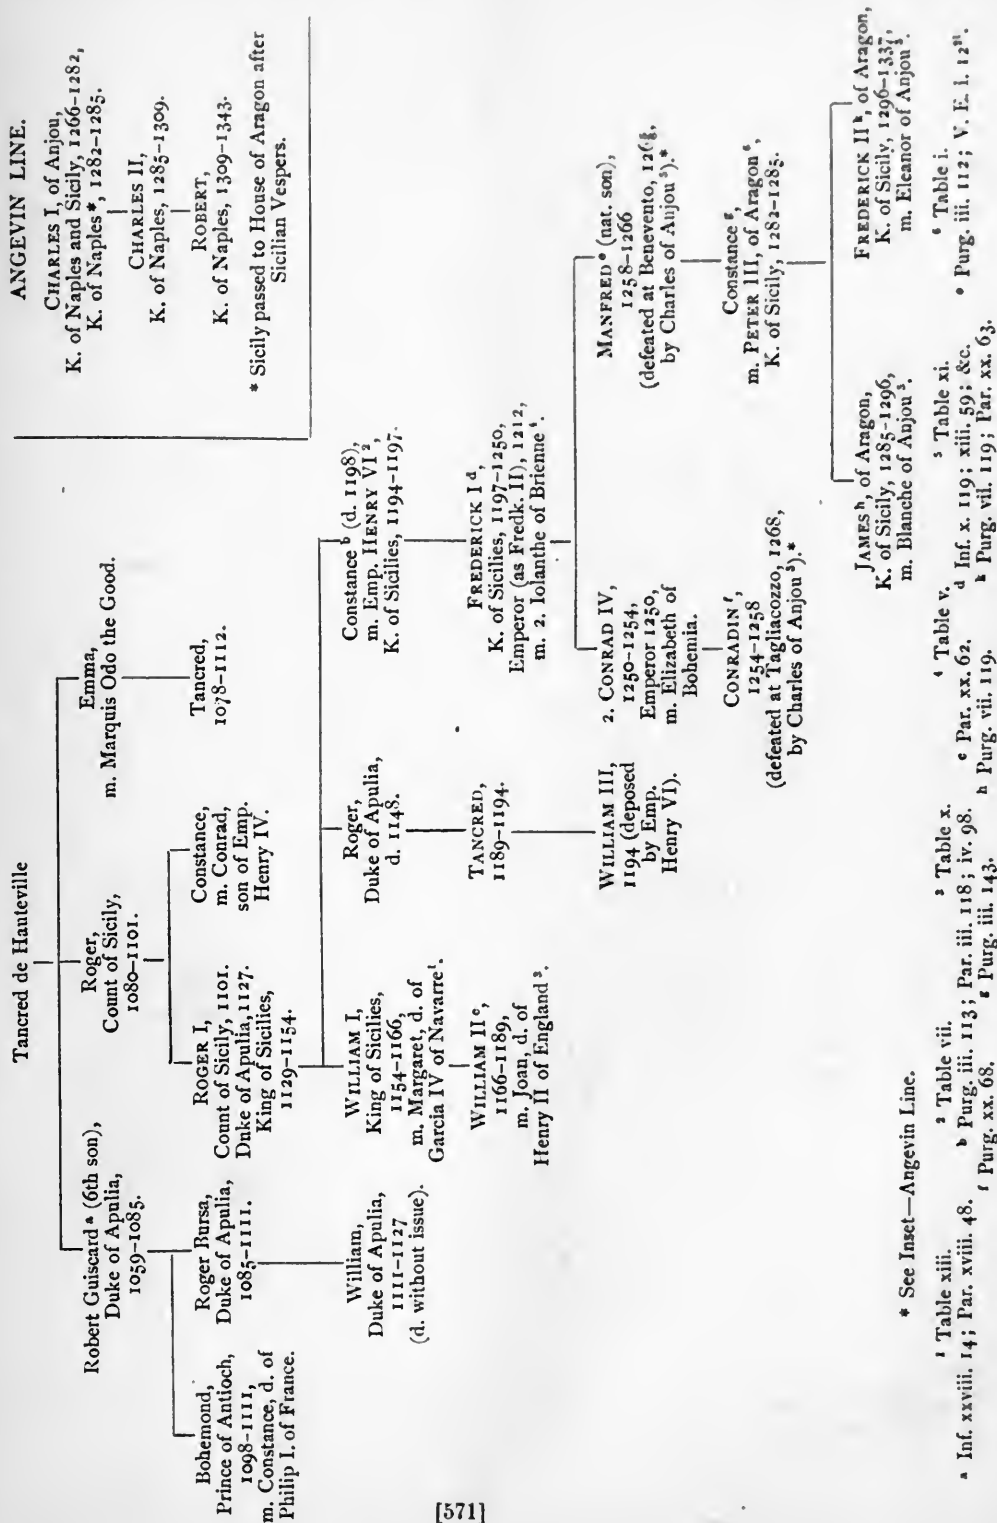 Tancred de Hauteville
Robert Guiscard ᵃ (6th son),
Duke of Apulia,
1059–1085.
Roger,
Count of Sicily,
1080–1101.
Emma,
m. Marquis Odo the Good.
Bohemond,
Prince of Antioch,
1098–1111,
m. Constance, d. of
Philip I. of France.
Roger Bursa,
Duke of Apulia,
1085–1111.
ROGER I,
Count of Sicily, 1101.
Duke of Apulia, 1127.
King of Sicilies,
1129–1154.
Constance,
m. Conrad,
son of Emp.
Henry IV.
Tancred,
1078–1112.
William,
Duke of Apulia,
1111–1127
(d. without issue).
WILLIAM I,
King of Sicilies,
1154–1166,
m. Margaret, d. of
Garcia IV of Navarre ¹.
Roger,
Duke of Apulia,
d. 1148.
Constance ᵇ (d. 1198),
m. Emp. HENRY VI ²,
K. of Sicilies, 1194–1197.
WILLIAM II ᶜ,
1166–1189,
m. Joan, d. of
Henry II of England ³.
TANCRED,
1189–1194.
FREDERICK I ᵈ,
K. of Sicilies, 1197–1250,
Emperor (as Fredk. II), 1212,
m. 2. Iolanthe of Brienne ⁴.
WILLIAM III,
1194 (deposed
by Emp.
Henry VI).
2. CONRAD IV,
1250–1254,
Emperor 1250,
m. Elizabeth of
Bohemia.
MANFRED ᵉ (nat. son),
1258–1266
(defeated at Benevento,
by Charles of Anjou ⁵).*
CONRADIN ᶠ,
1254–1258
(defeated at Tagliacozzo, 1268,
by Charles of Anjou ⁵).*
Constance ᵍ,
m. PETER III, of Aragon ⁶,
K. of Sicily, 1282–1285.
JAMES ʰ, of Aragon,
K. of Sicily, 1285–1296,
m. Blanche of Anjou ⁵.
FREDERICK II ᵏ, of Aragon,
K. of Sicily, 1296–1337,
m. Eleanor of Anjou ⁵.
ANGEVIN LINE.
CHARLES I, of Anjou,
K. of Naples and Sicily, 1266–1282,
K. of Naples *, 1282–1285.
CHARLES II,
K. of Naples, 1285–1309.
ROBERT,
K. of Naples, 1309–1343.
* Sicily passed to House of Aragon after
Sicilian Vespers.
* See Inset—Angevin Line.
¹ Table xiii. ² Table vii. ³ Table x. ⁴ Table v. ⁵ Table xi. ⁶ Table i.
ᵃ Inf. xxviii. 14; Par. xviii. 48. ᵇ Purg. iii. 113; Par. iii. 118; iv. 98. ᶜ Par. xx. 62. ᵈ Inf. x. 119; xiii. 59; &c. ᵉ Purg. iii. 112; V. E. i. 12
ᶠ Purg. xx. 68. ᵍ Purg. iii. 143. ʰ Purg. vii. 119. ᵏ Purg. vii. 119; Par. xx. 63.
[571]